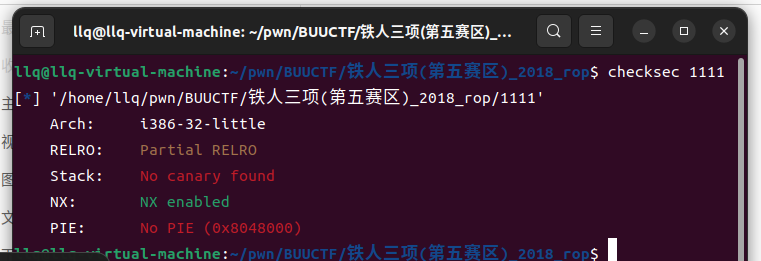 llq@llq-virtual-machine: ~/pwn/BUUCTF/铁人三项(第五赛区)_...
llq@llq-virtual-machine:~/pwn/BUUCTF/铁人三项(第五赛区)_2018_rop$ checksec 1111
[*] '/home/llq/pwn/BUUCTF/铁人三项(第五赛区)_2018_rop/1111'
Arch: i386-32-little
RELRO: Partial RELRO
Stack: No canary found
NX: NX enabled
PIE: No PIE (0x8048000)
llq@llq-virtual-machine:~/pwn/BUUCTF/铁人三项(第五赛区)_2018_rop$